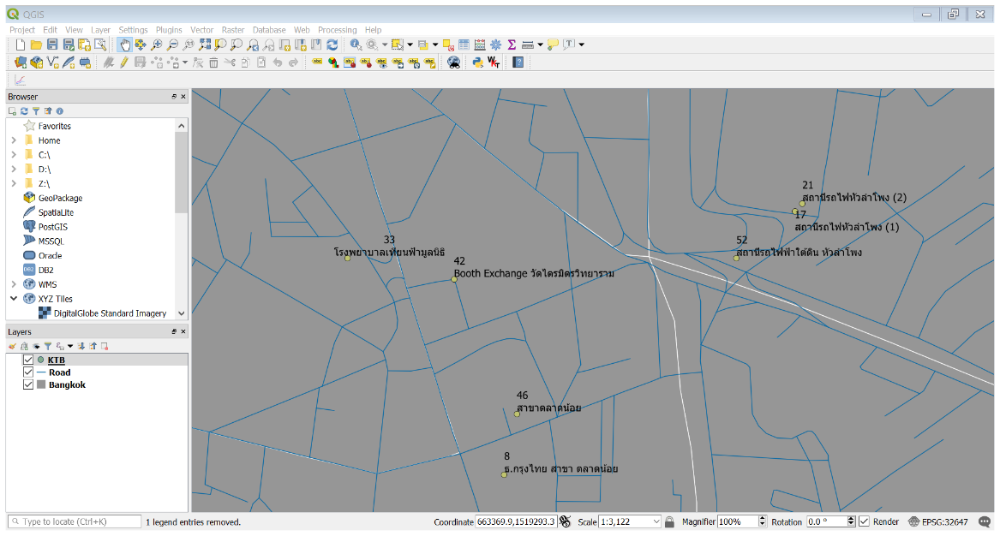 QGIS
Project Edit View Layer Settings Plugins Vector Raster Database Web Processing Help
Browser
Favorites
Home
C:\
D:\
Z:\
GeoPackage
SpatiaLite
PostGIS
MSSQL
Oracle
DB2
WMS
XYZ Tiles
DigitalGlobe Standard Imagery
Layers
KTB
Road
Bangkok
21
สถานีรถไฟหัวลำโพง (2)
17
สถานีรถไฟหัวลำโพง (1)
52
สถานีรถไฟฟ้าใต้ดิน หัวลำโพง
33
โรงพยาบาลเทียนฟ้ามูลนิธิ
42
Booth Exchange วัดไตรมิตรวิทยาราม
46
สาขาตลาดน้อย
8
ธ.กรุงไทย สาขา ตลาดน้อย
Type to locate (Ctrl+K) 1 legend entries removed. Coordinate 663369.9,1519293.3 Scale 1:3,122 Magnifier 100% Rotation 0.0 ° Render EPSG:32647